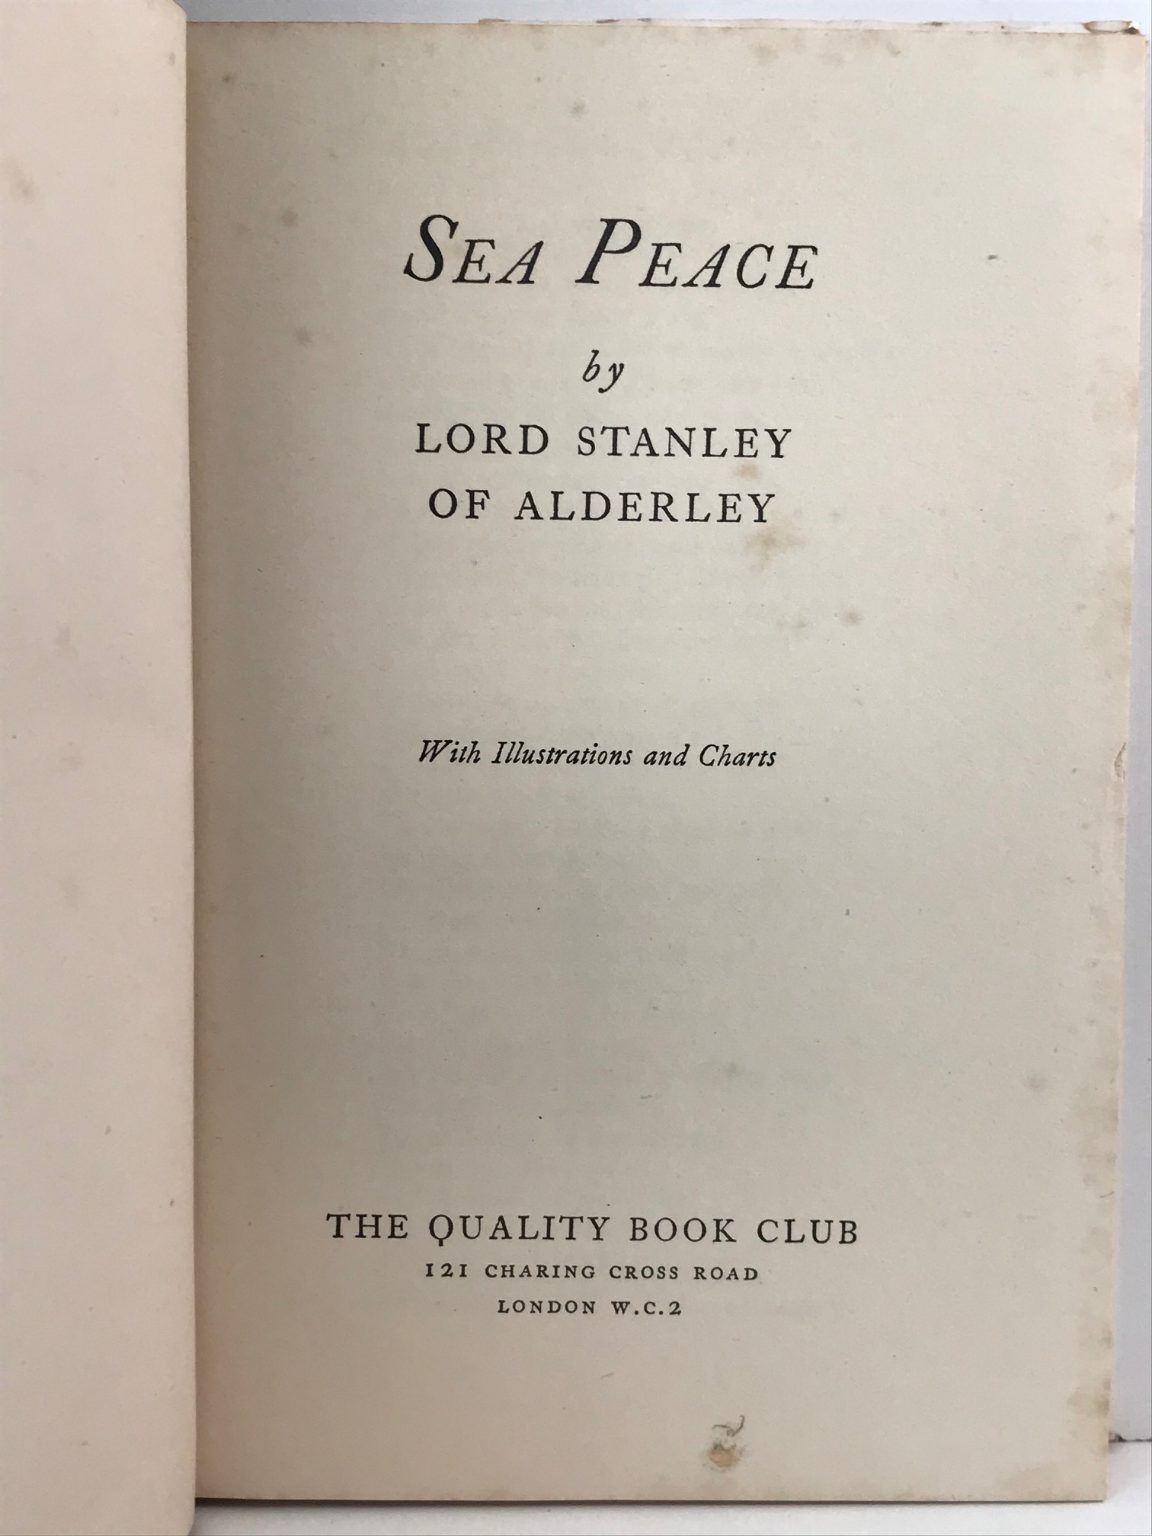 SEA PEACE
by
LORD STANLEY
OF ALDERLEY
With Illustrations and Charts
THE QUALITY BOOK CLUB
121 CHARING CROSS ROAD
LONDON W.C.2